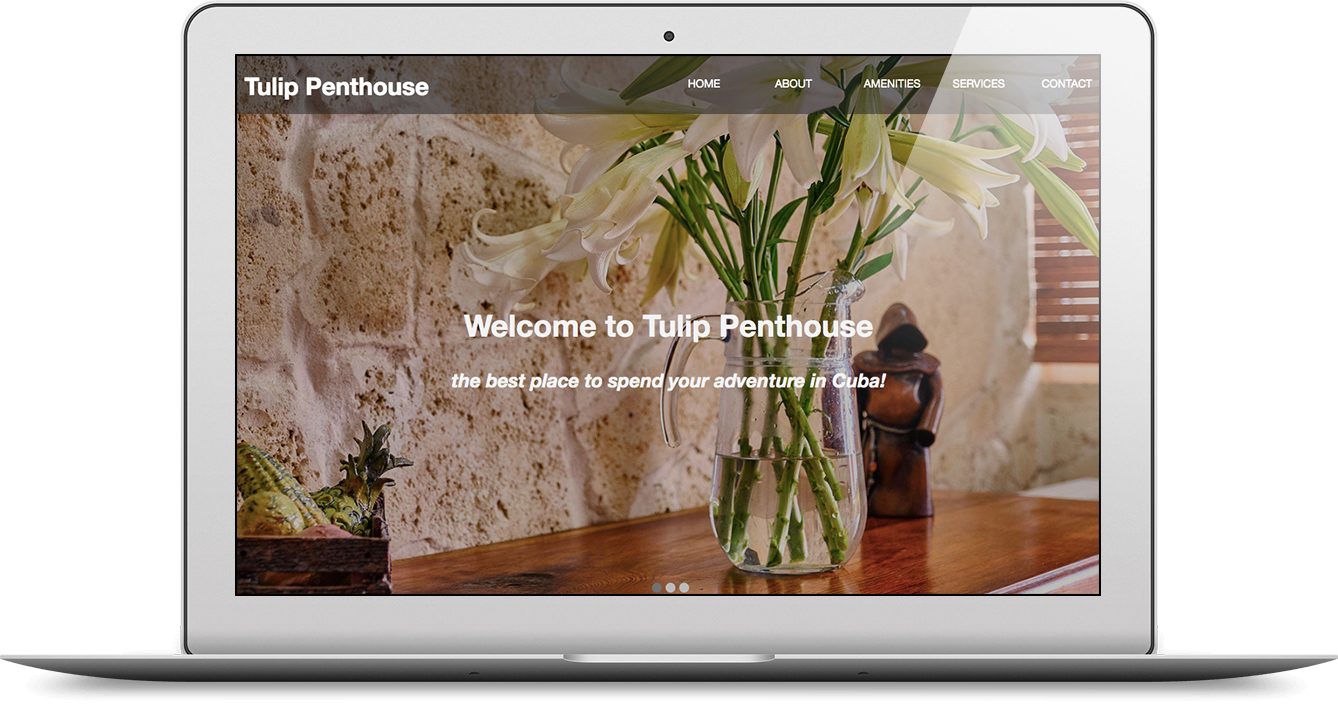 Tulip Penthouse
HOME ABOUT AMENITIES SERVICES CONTACT
Welcome to Tulip Penthouse
the best place to spend your adventure in Cuba!